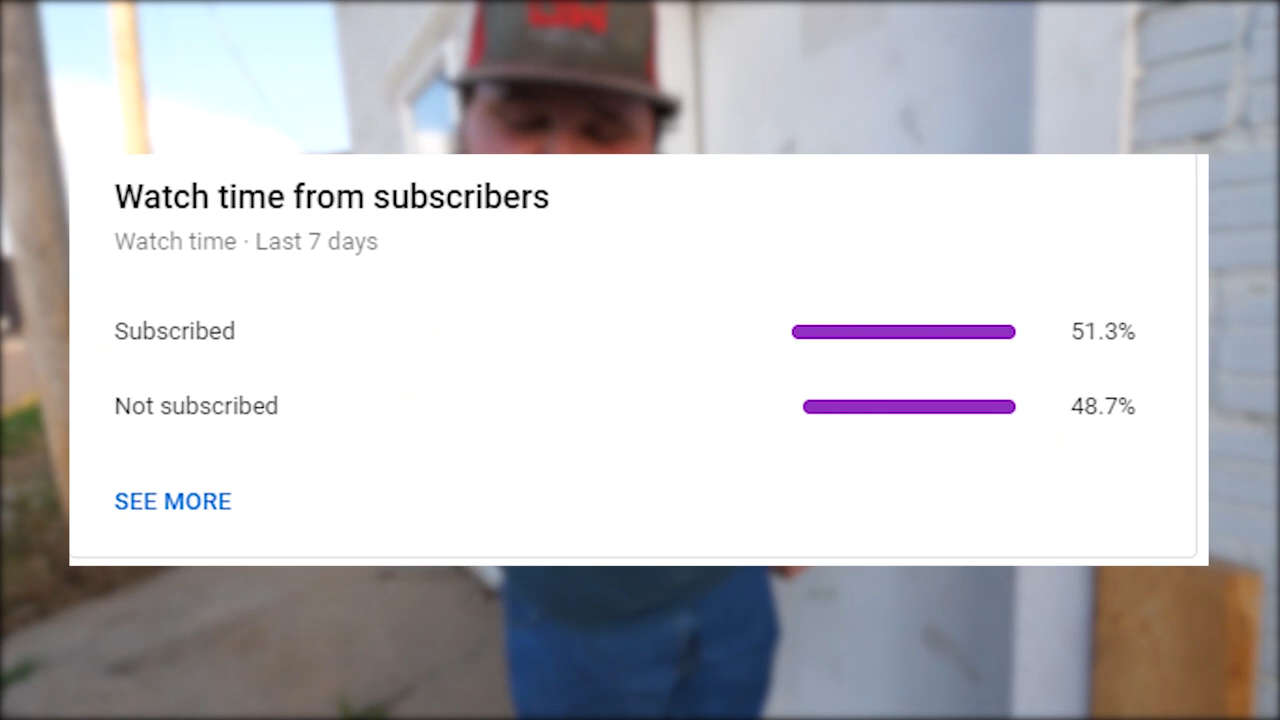 Watch time from subscribers
Watch time · Last 7 days
Subscribed 51.3%
Not subscribed 48.7%
SEE MORE